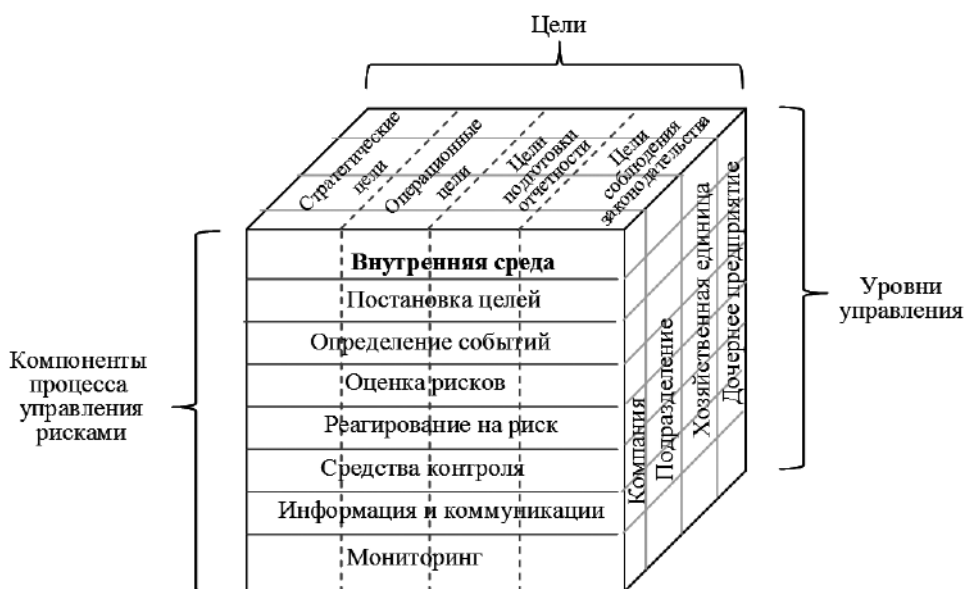 Цели
Стратегические
цели
Операционные
цели
Цели
подготовки
отчетности
Цели
соблюдения
законодательства
Внутренняя среда
Постановка целей
Определение событий
Оценка рисков
Реагирование на риск
Средства контроля
Информация и коммуникации
Мониторинг
Компания
Подразделение
Хозяйственная единица
Дочернее предприятие
Компоненты
процесса
управления
рисками
Уровни
управления